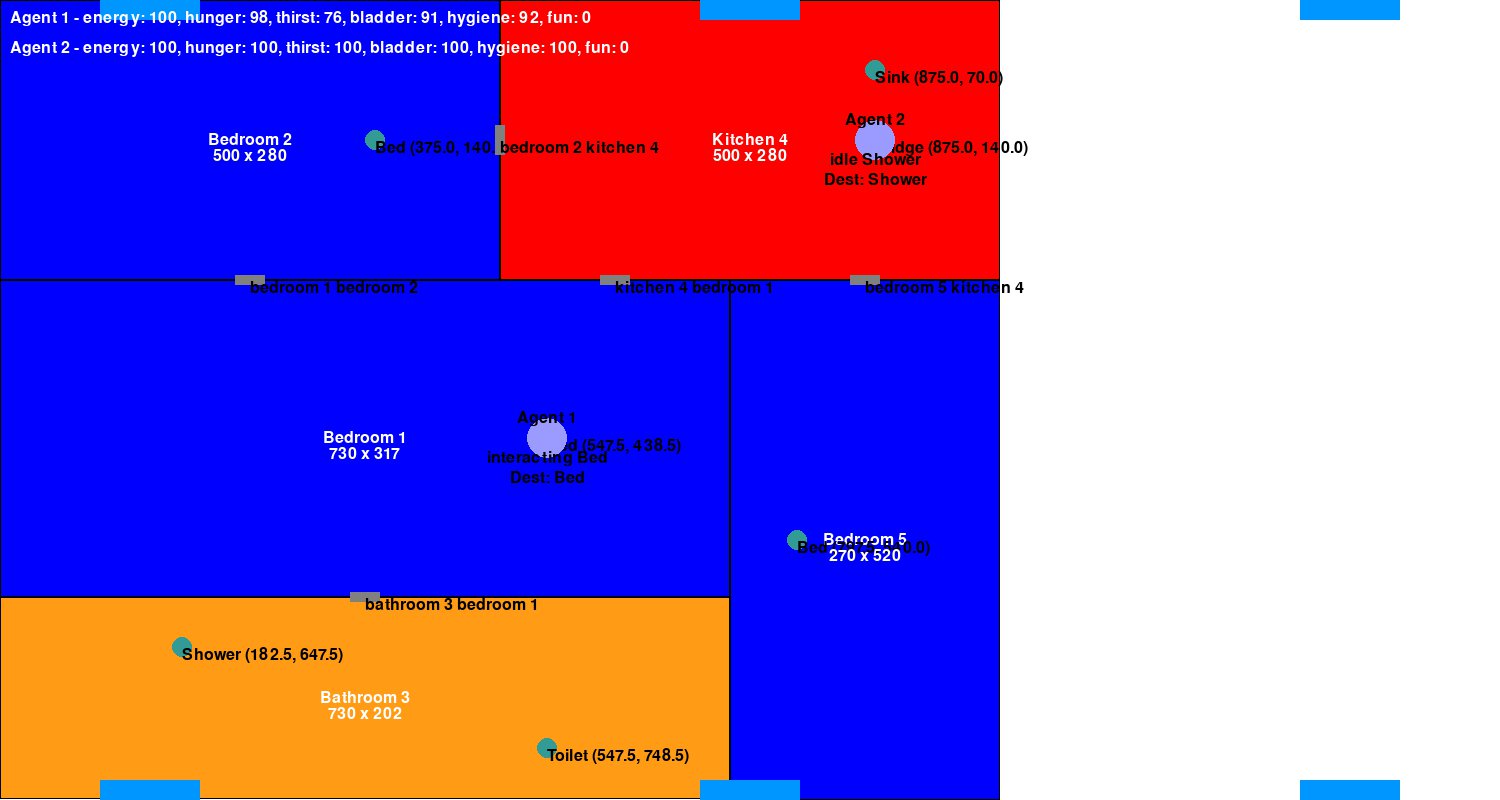 Agent 1 - energy: 100, hunger: 98, thirst: 76, bladder: 91, hygiene: 92, fun: 0
Agent 2 - energy: 100, hunger: 100, thirst: 100, bladder: 100, hygiene: 100, fun: 0
Sink (875.0, 70.0)
Agent 2
Bedroom 2
500 x 280
Bed (375.0, 140.
bedroom 2 kitchen 4
Kitchen 4
500 x 280
dge (875.0, 140.0)
idle Shower
Dest: Shower
bedroom 1 bedroom 2
kitchen 4 bedroom 1
bedroom 5 kitchen 4
Agent 1
Bedroom 1
730 x 317
d (547.5, 438.5)
interacting Bed
Dest: Bed
Bedroom 5
270 x 520
Bed
bathroom 3 bedroom 1
Shower (182.5, 647.5)
Bathroom 3
730 x 202
Toilet (547.5, 748.5)